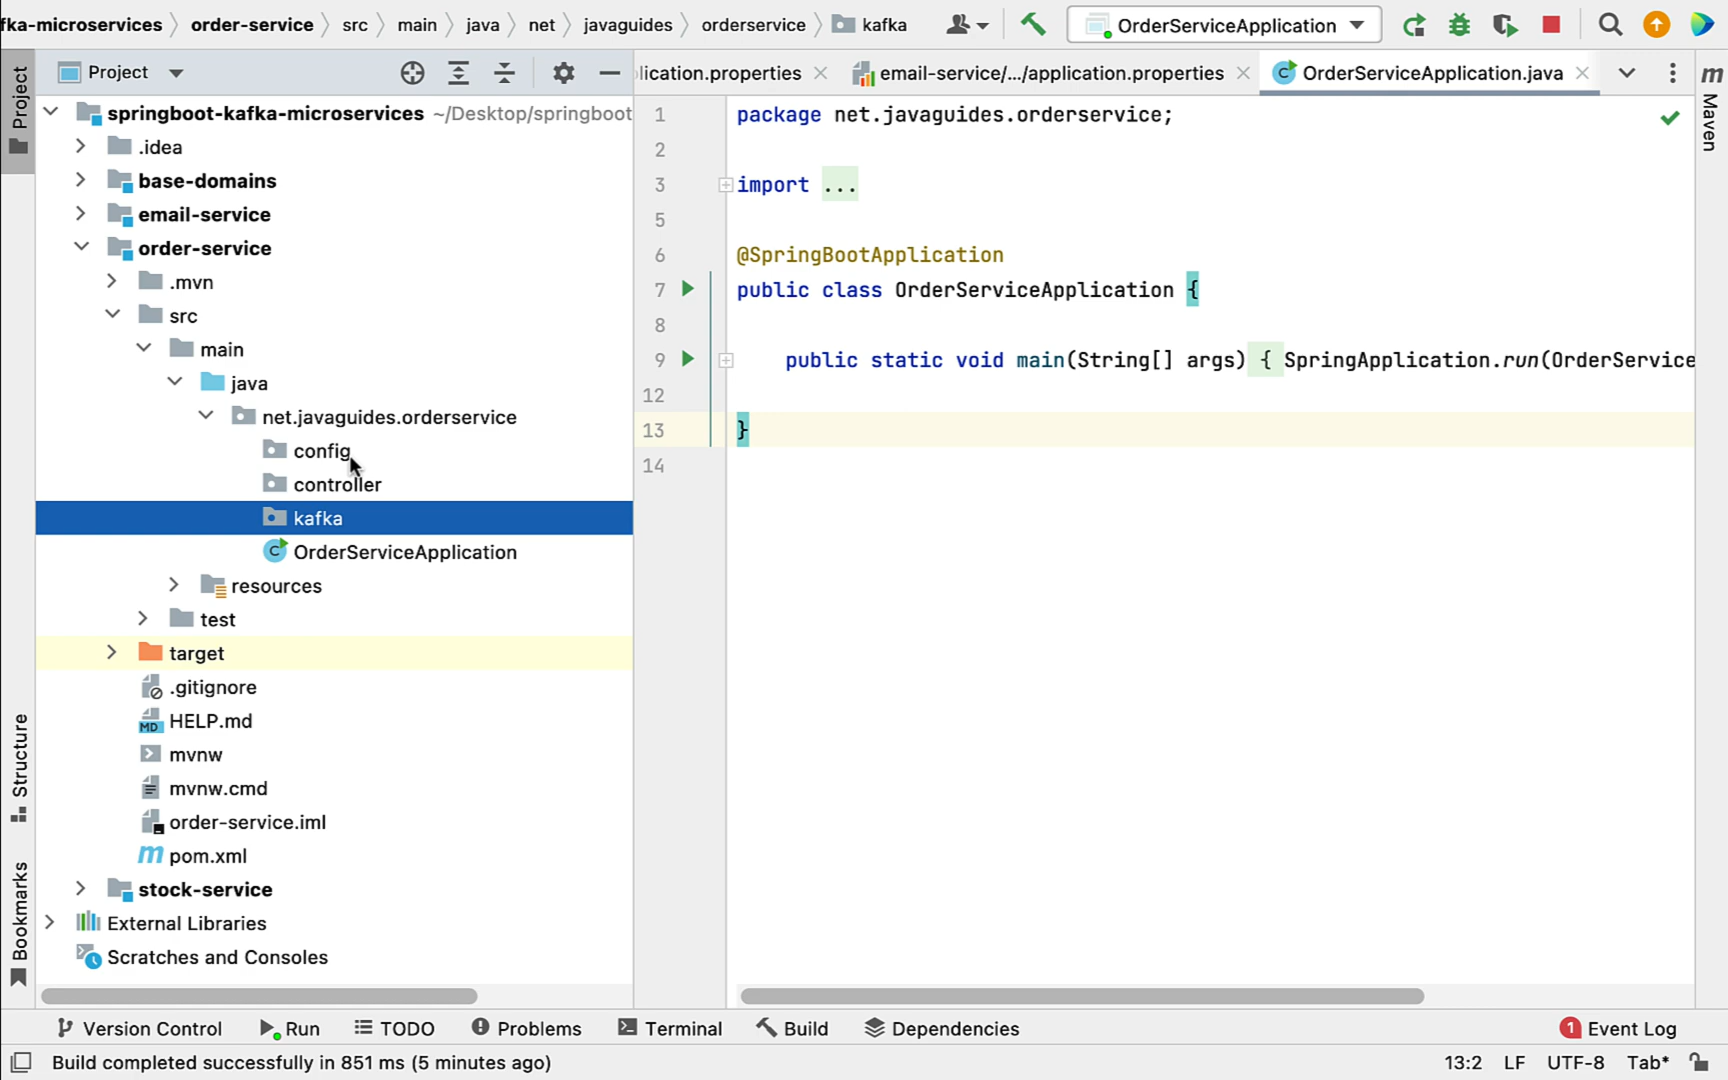 fka-microservices
order-service
src
main
java
net
javaguides
orderservice
kafka
OrderServiceApplication
Project
lication.properties
email-service/.../application.properties
OrderServiceApplication.java
Project
Structure
Bookmarks
m Maven
springboot-kafka-microservices ~/Desktop/springboot
.idea
base-domains
email-service
order-service
.mvn
src
main
java
net.javaguides.orderservice
config
controller
kafka
C OrderServiceApplication
resources
test
target
.gitignore
MD HELP.md
mvnw
mvnw.cmd
order-service.iml
m pom.xml
stock-service
External Libraries
Scratches and Consoles
1 package net.javaguides.orderservice;
2
3 import ...
5
6 @SpringBootApplication
7 public class OrderServiceApplication {
8
9 public static void main(String[] args) { SpringApplication.run(OrderService
12
13 }
14
Version Control
Run
TODO
Problems
Terminal
Build
Dependencies
1 Event Log
Build completed successfully in 851 ms (5 minutes ago)
13:2 LF UTF-8 Tab*